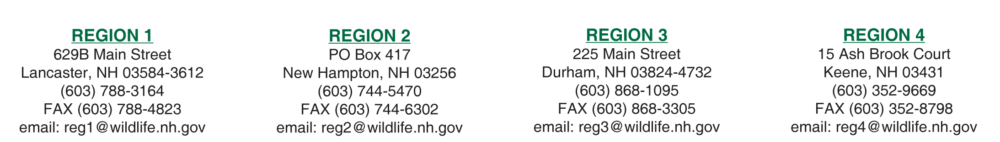 REGION 1
629B Main Street
Lancaster, NH 03584-3612
(603) 788-3164
FAX (603) 788-4823
email: reg1@wildlife.nh.gov
REGION 2
PO Box 417
New Hampton, NH 03256
(603) 744-5470
FAX (603) 744-6302
email: reg2@wildlife.nh.gov
REGION 3
225 Main Street
Durham, NH 03824-4732
(603) 868-1095
FAX (603) 868-3305
email: reg3@wildlife.nh.gov
REGION 4
15 Ash Brook Court
Keene, NH 03431
(603) 352-9669
FAX (603) 352-8798
email: reg4@wildlife.nh.gov